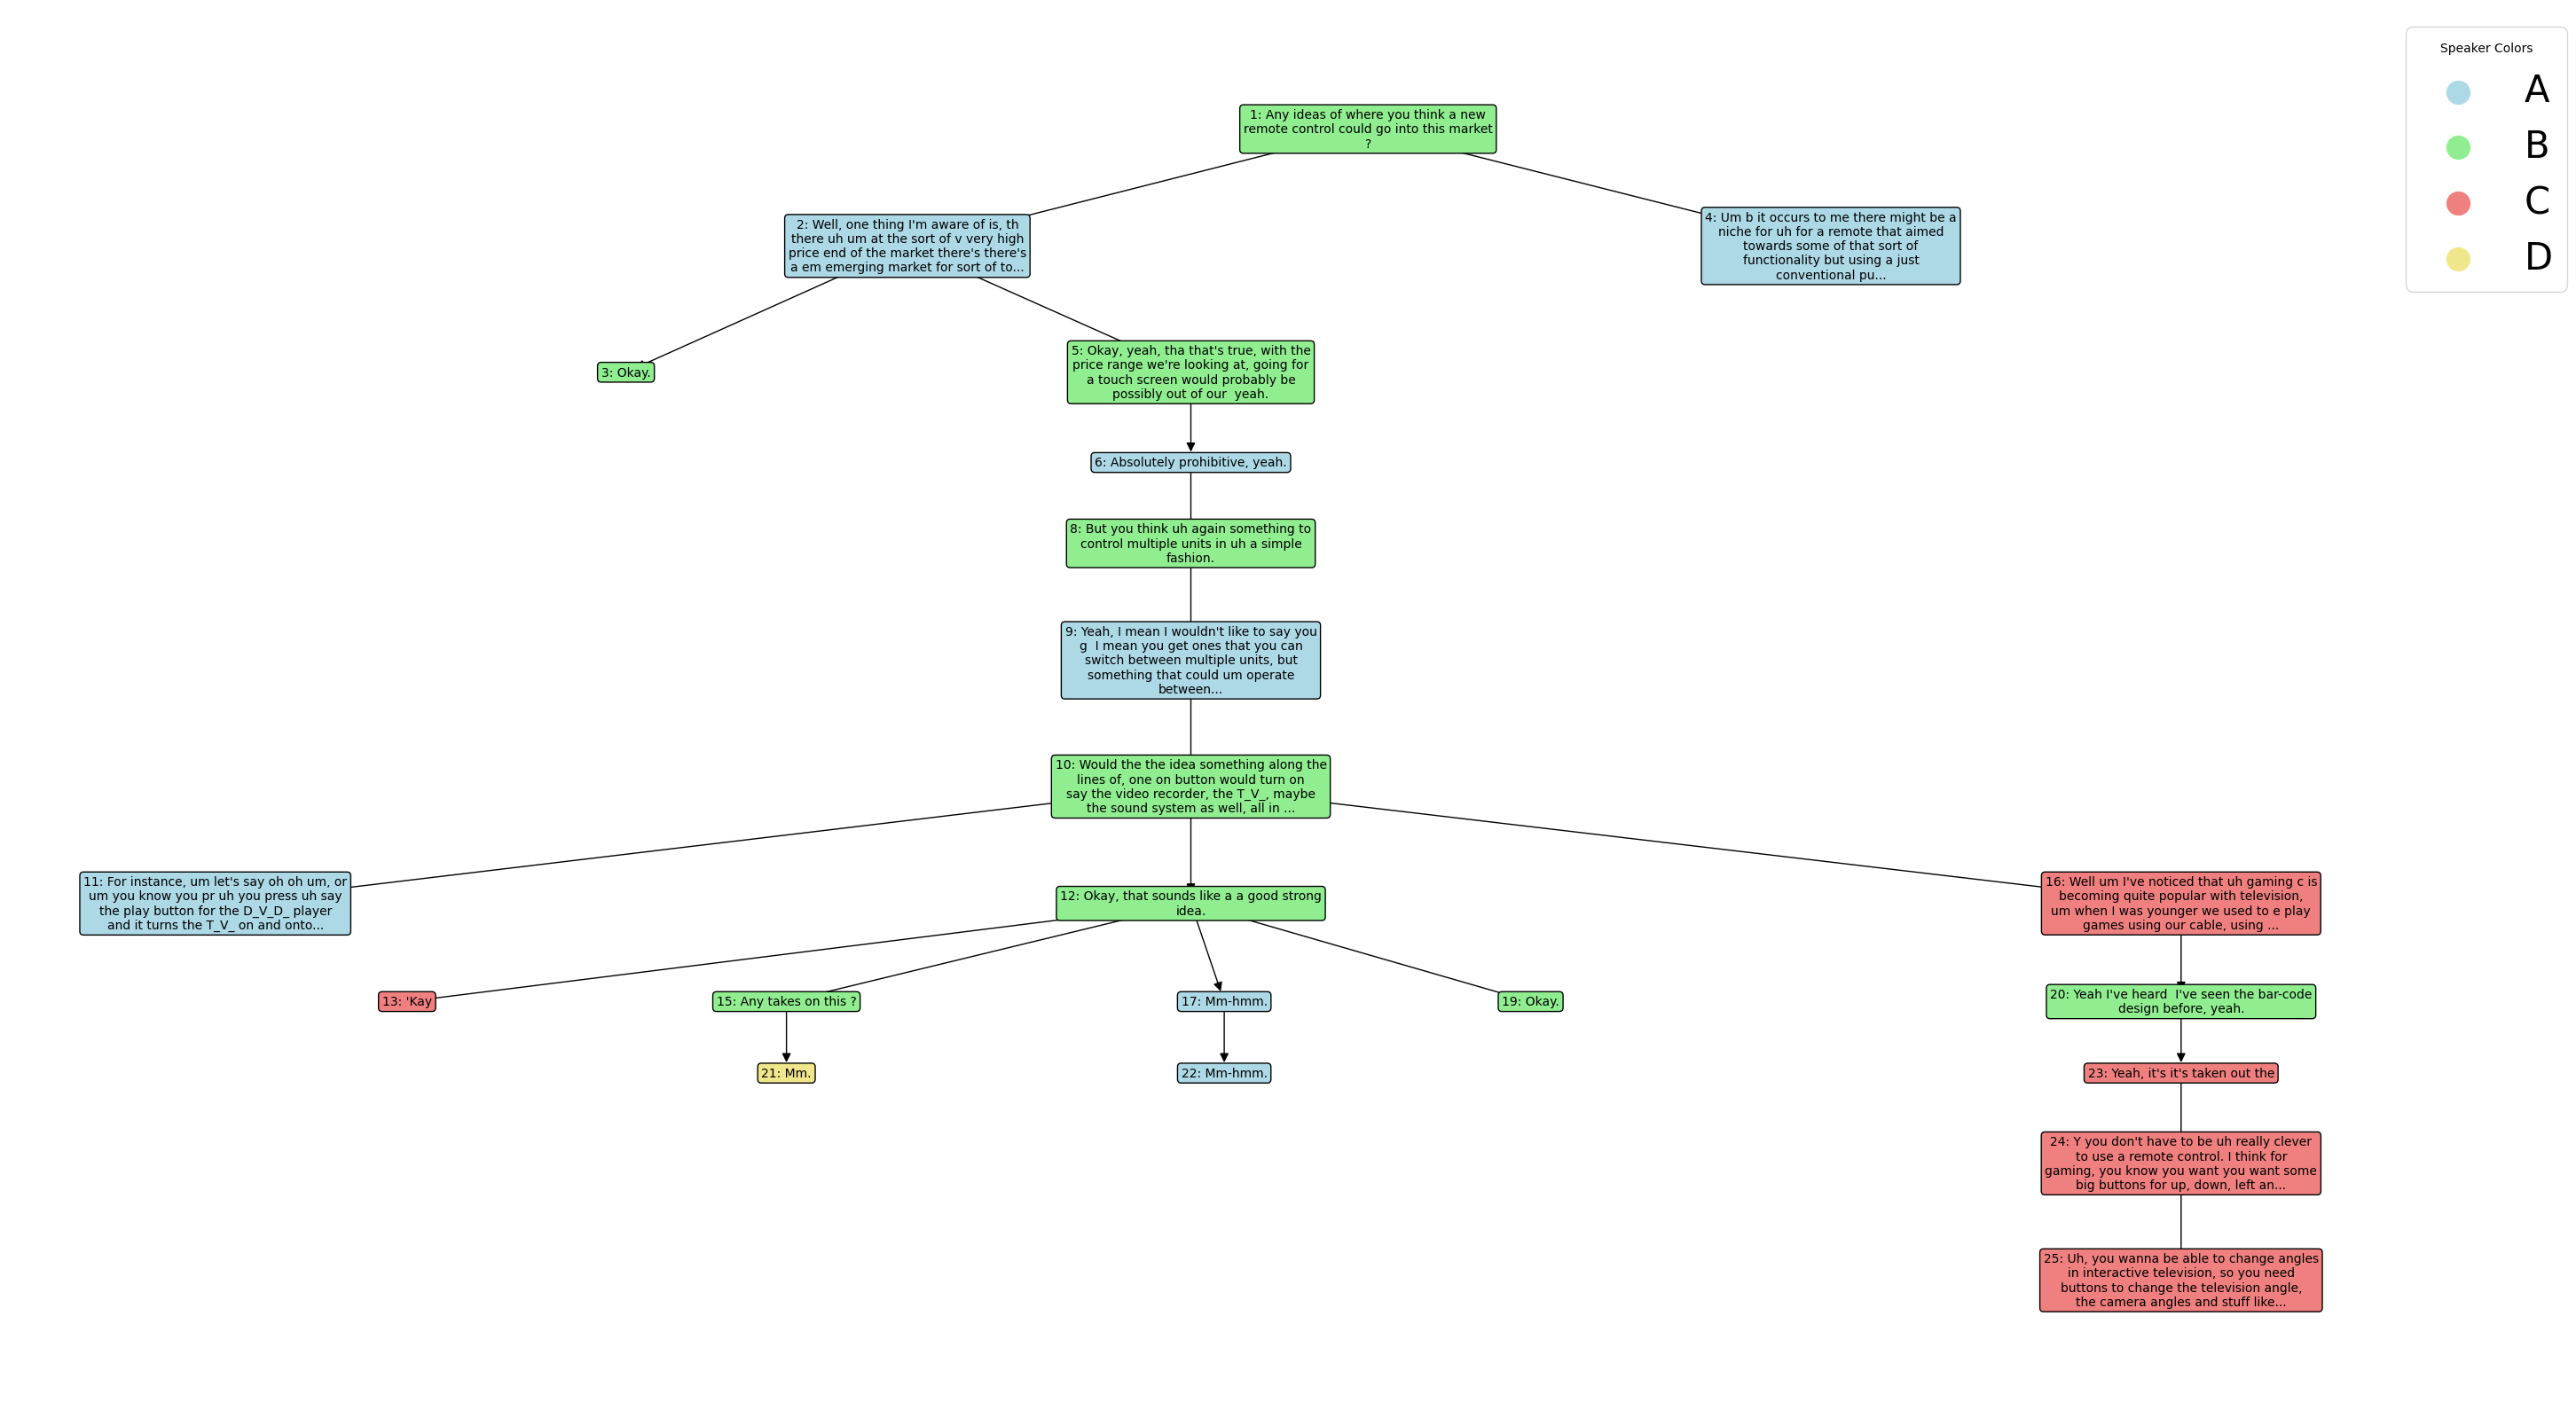 Speaker Colors
A
B
C
D
1: Any ideas of where you think a new
remote control could go into this market
?
2: Well, one thing I'm aware of is, th
there uh um at the sort of v very high
price end of the market there's there's
a em emerging market for sort of to...
4: Um b it occurs to me there might be a
niche for uh for a remote that aimed
towards some of that sort of
functionality but using a just
conventional pu...
3: Okay.
5: Okay, yeah, tha that's true, with the
price range we're looking at, going for
a touch screen would probably be
possibly out of our  yeah.
6: Absolutely prohibitive, yeah.
8: But you think uh again something to
control multiple units in uh a simple
fashion.
9: Yeah, I mean I wouldn't like to say you
g  I mean you get ones that you can
switch between multiple units, but
something that could um operate
between...
10: Would the the idea something along the
lines of, one on button would turn on
say the video recorder, the T_V_, maybe
the sound system as well, all in ...
11: For instance, um let's say oh oh um, or
um you know you pr uh you press uh say
the play button for the D_V_D_ player
and it turns the T_V_ on and onto...
12: Okay, that sounds like a a good strong
idea.
16: Well um I've noticed that uh gaming c is
becoming quite popular with television,
um when I was younger we used to e play
games using our cable, using ...
13: 'Kay
15: Any takes on this ?
17: Mm-hmm.
19: Okay.
20: Yeah I've heard  I've seen the bar-code
design before, yeah.
21: Mm.
22: Mm-hmm.
23: Yeah, it's it's taken out the
24: Y you don't have to be uh really clever
to use a remote control. I think for
gaming, you know you want you want some
big buttons for up, down, left an...
25: Uh, you wanna be able to change angles
in interactive television, so you need
buttons to change the television angle,
the camera angles and stuff like...